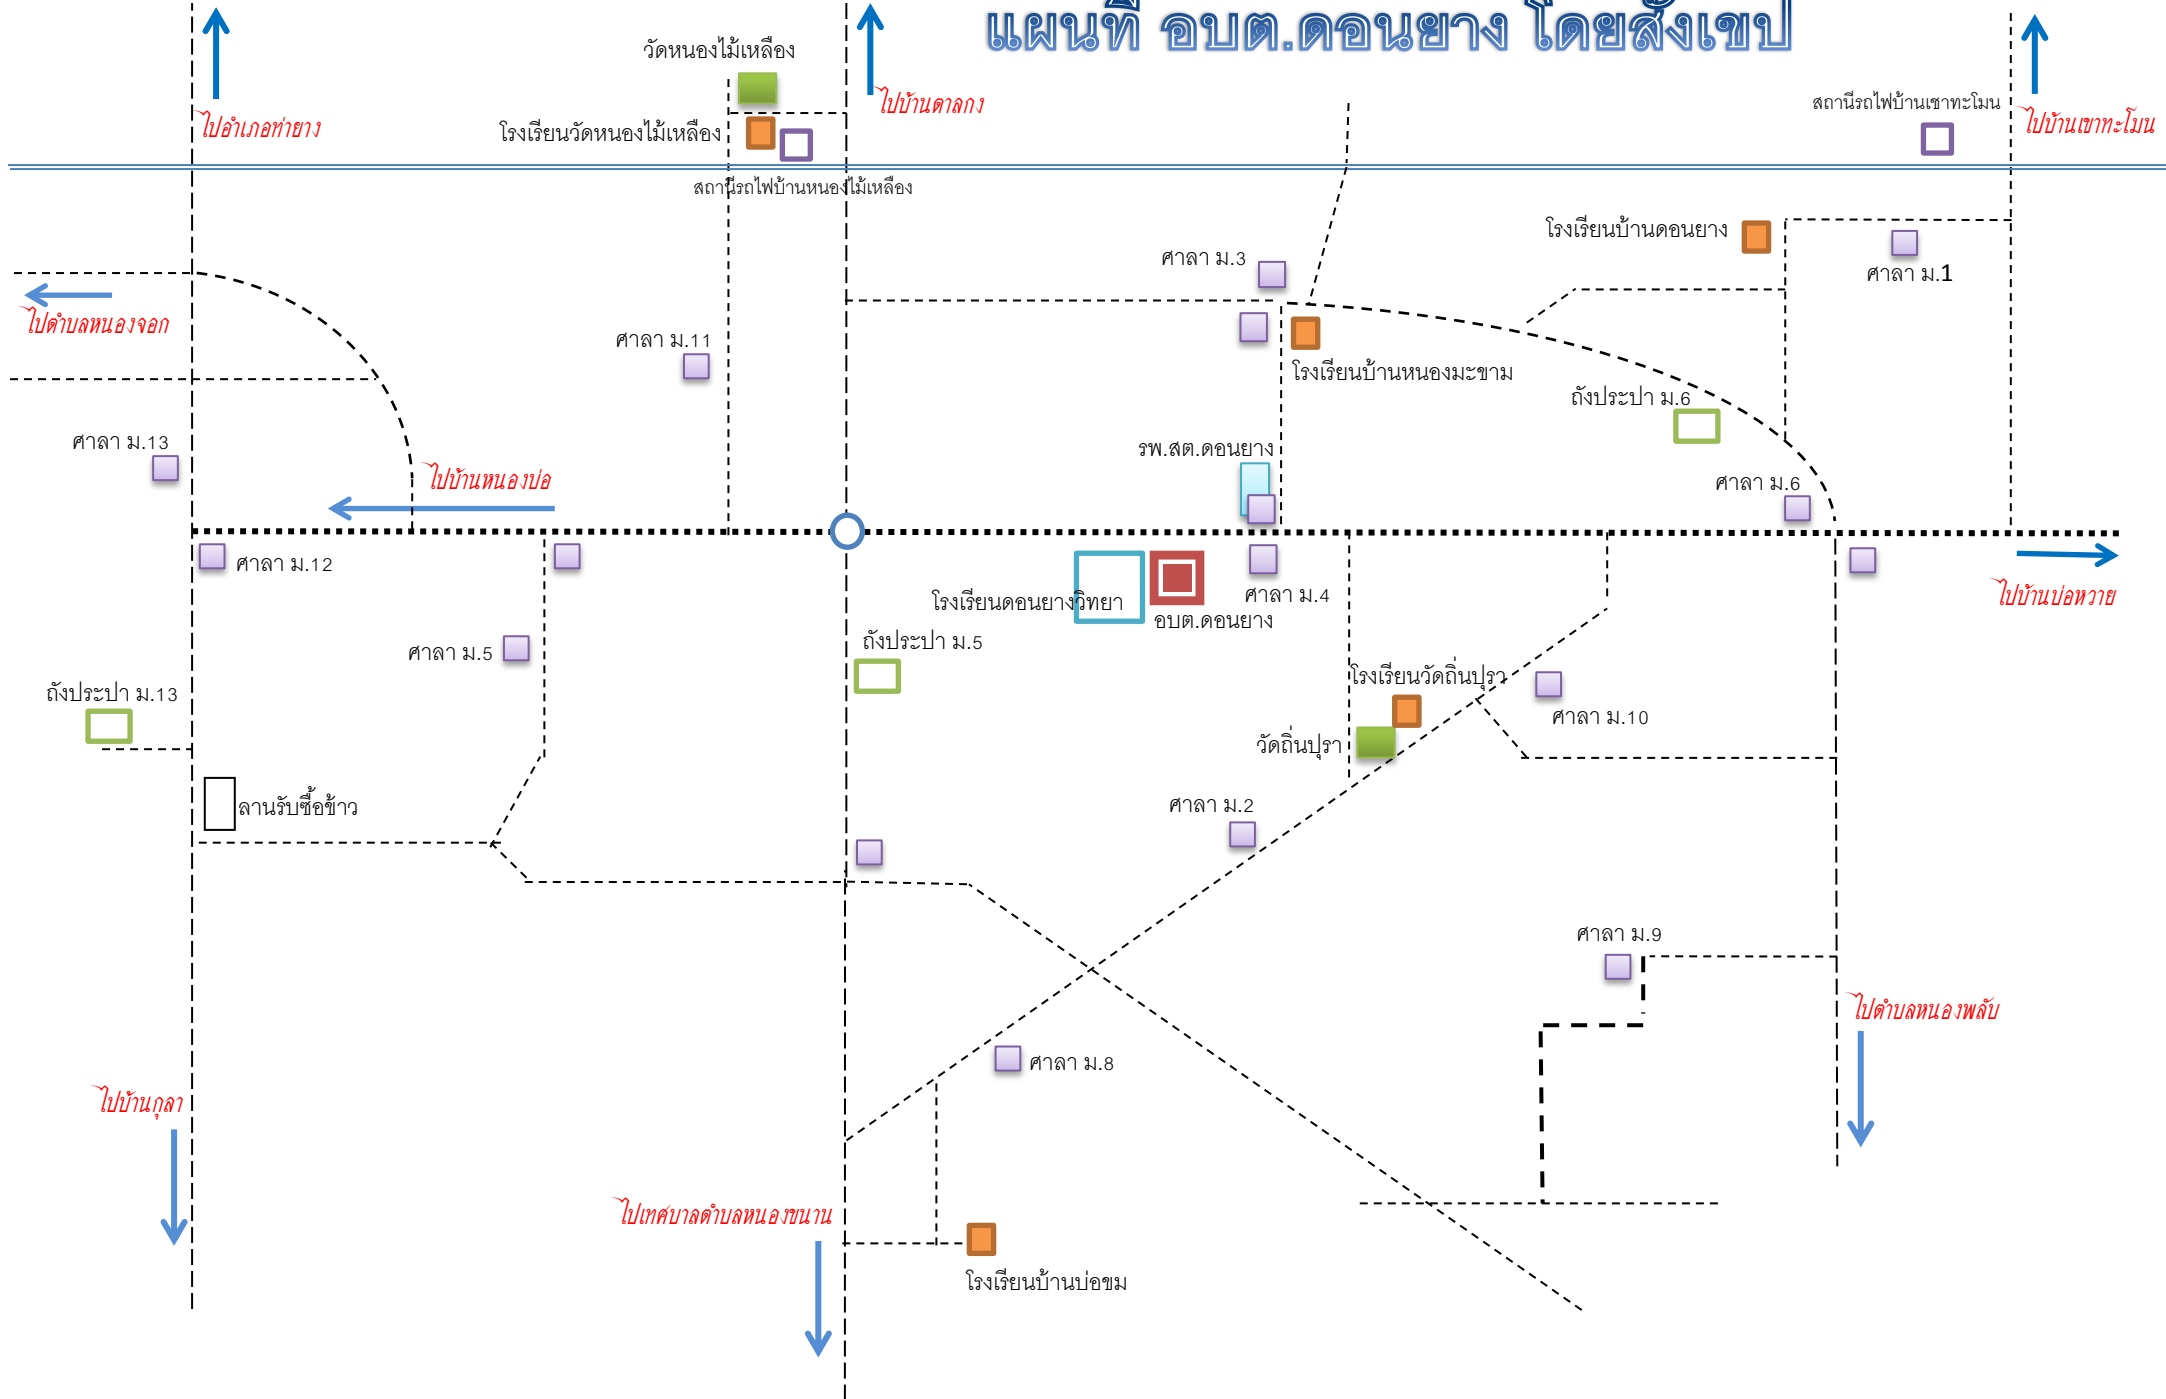 แผนที่ อบต.ดอนยาง โดยสังเขป
วัดหนองไม้เหลือง
ไปบ้านตาลกง
สถานีรถไฟบ้านเขาทะโมน
ไปอำเภอท่ายาง
โรงเรียนวัดหนองไม้เหลือง
ไปบ้านเขาทะโมน
สถานีรถไฟบ้านหนองไม้เหลือง
โรงเรียนบ้านดอนยาง
ศาลา ม.3
ศาลา ม.1
ไปตำบลหนองจอก
ศาลา ม.11
โรงเรียนบ้านหนองมะขาม
ถังประปา ม.6
ศาลา ม.13
รพ.สต.ดอนยาง
ไปบ้านหนองบ่อ
ศาลา ม.6
ศาลา ม.12
โรงเรียนดอนยางวิทยา
ศาลา ม.4
ไปบ้านบ่อหวาย
อบต.ดอนยาง
ถังประปา ม.5
ศาลา ม.5
โรงเรียนวัดถิ่นปุรา
ถังประปา ม.13
ศาลา ม.10
วัดถิ่นปุรา
ลานรับซื้อข้าว
ศาลา ม.2
ศาลา ม.9
ไปตำบลหนองพลับ
ศาลา ม.8
ไปบ้านกุลา
ไปเทศบาลตำบลหนองขนาน
โรงเรียนบ้านบ่อขม